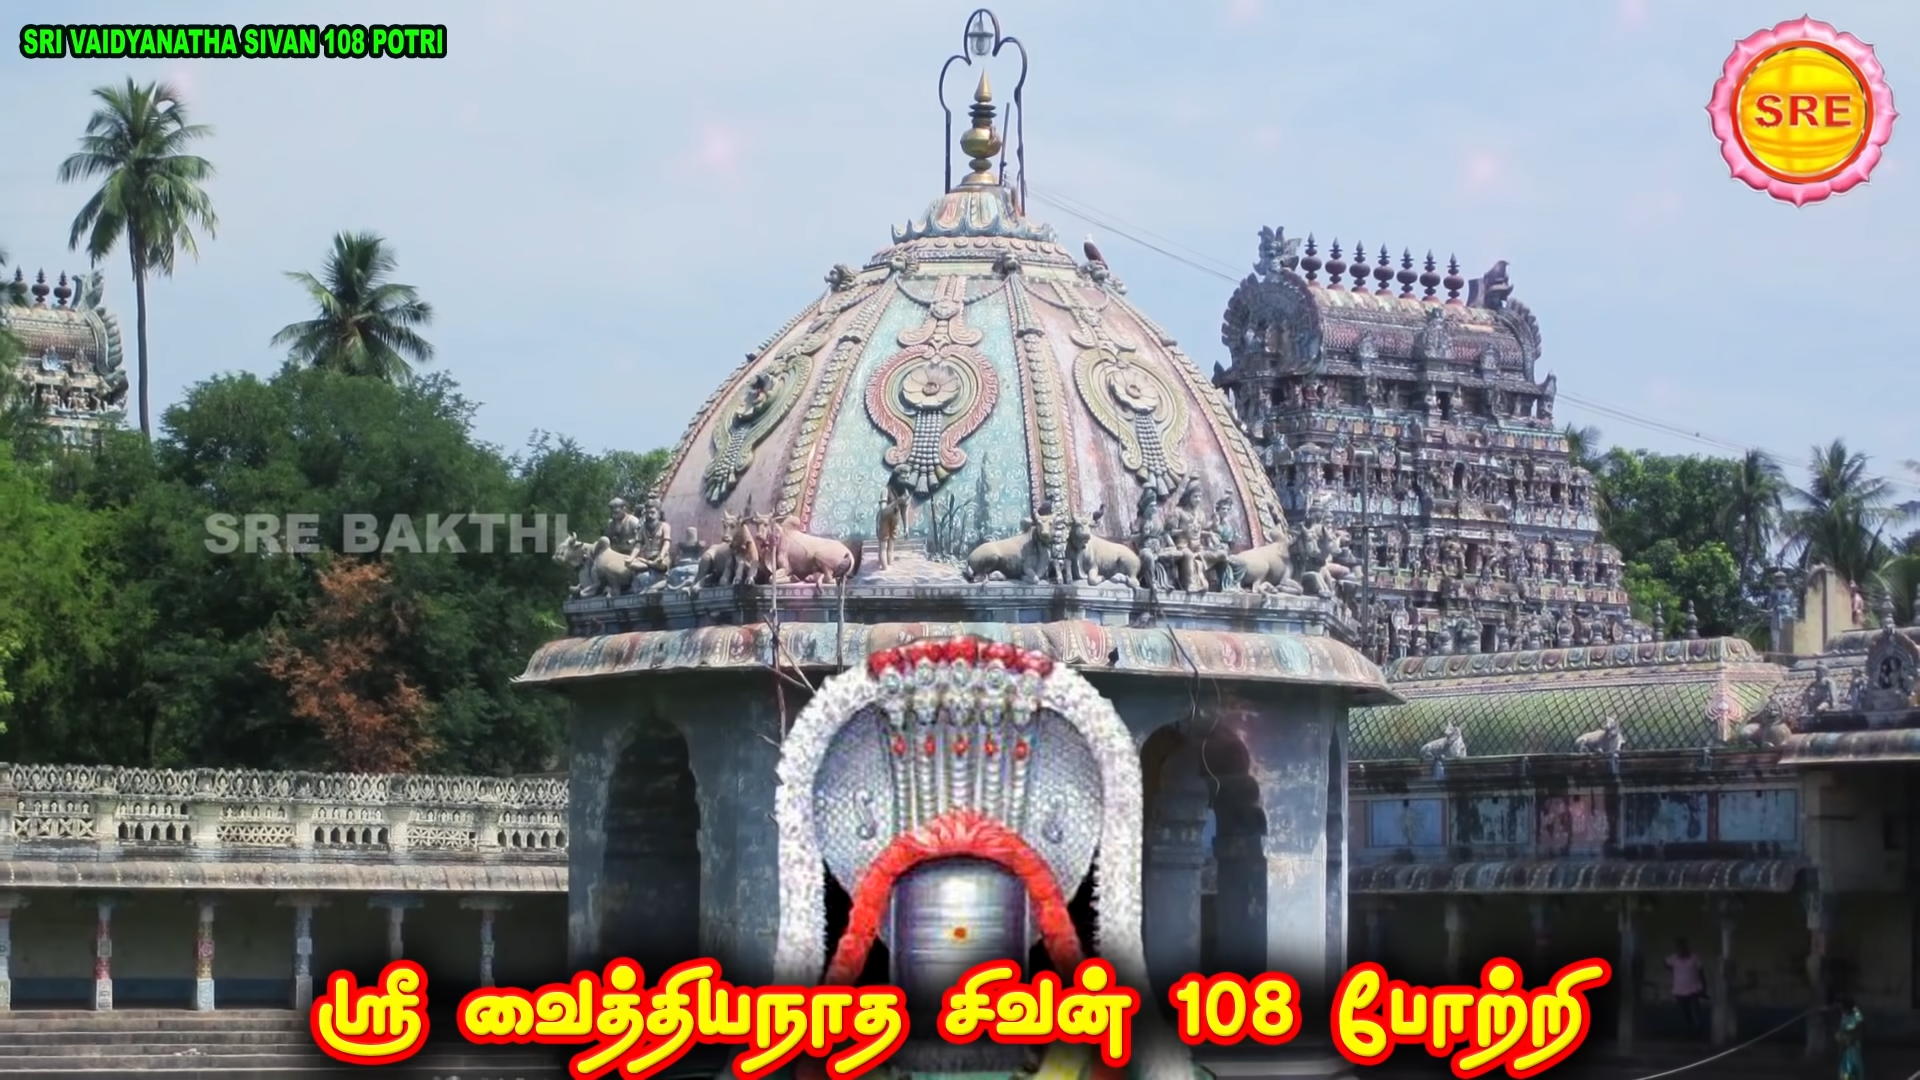 SRI VAIDYANATHA SIVAN 108 POTRI
SRE
SRE BAKTHI
ஸ்ரீ வைத்தியநாத சிவன் 108 போற்றி